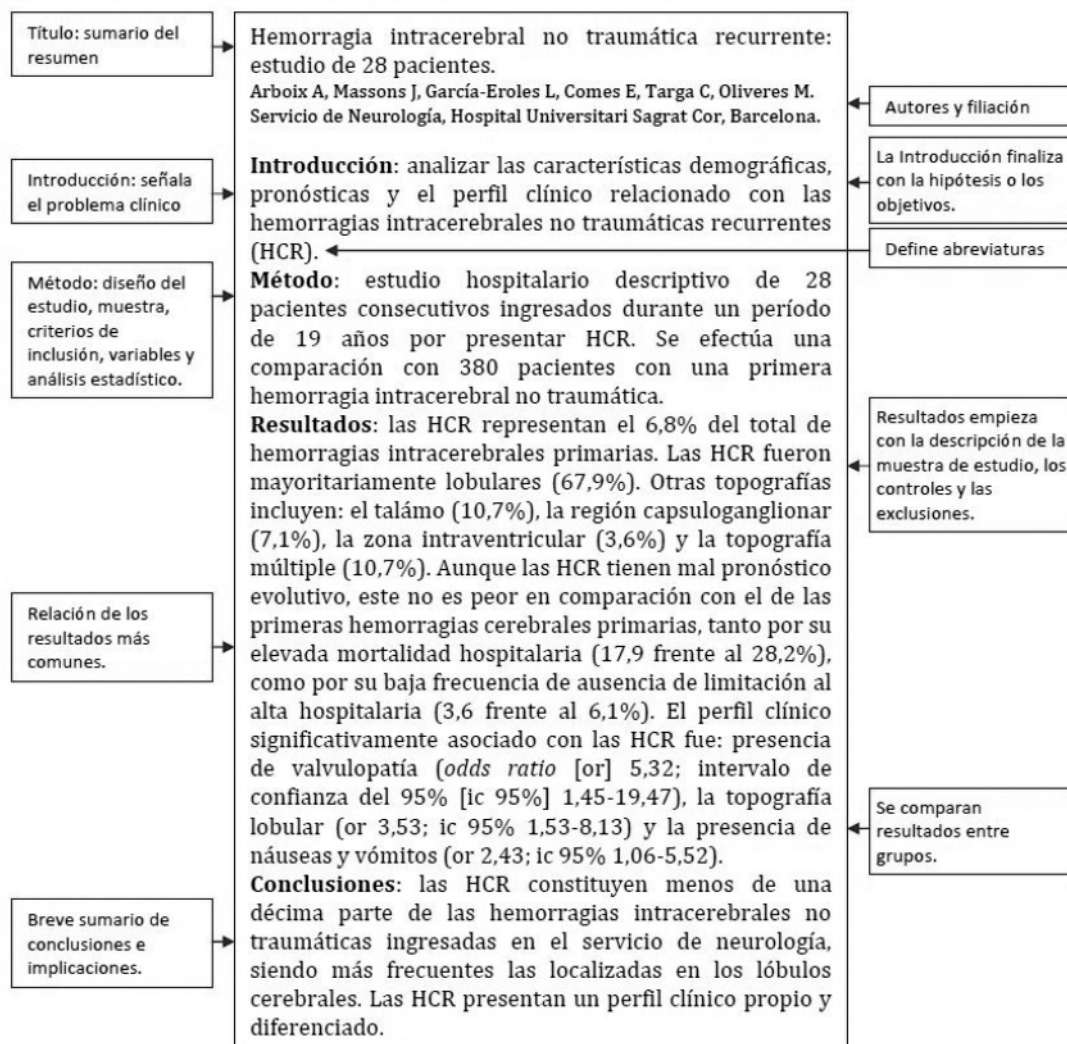 Título: sumario del
resumen
Hemorragia intracerebral no traumática recurrente:
estudio de 28 pacientes.
Arboix A, Massons J, García-Eroles L, Comes E, Targa C, Oliveres M.
Servicio de Neurología, Hospital Universitari Sagrat Cor, Barcelona.
Autores y filiación
Introducción: señala
el problema clínico
Introducción: analizar las características demográficas,
pronósticas y el perfil clínico relacionado con las
hemorragias intracerebrales no traumáticas recurrentes
(HCR).
La Introducción finaliza
con la hipótesis o los
objetivos.
Define abreviaturas
Método: diseño del
estudio, muestra,
criterios de
inclusión, variables y
análisis estadístico.
Método: estudio hospitalario descriptivo de 28
pacientes consecutivos ingresados durante un período
de 19 años por presentar HCR. Se efectúa una
comparación con 380 pacientes con una primera
hemorragia intracerebral no traumática.
Resultados: las HCR representan el 6,8% del total de
hemorragias intracerebrales primarias. Las HCR fueron
mayoritariamente lobulares (67,9%). Otras topografías
incluyen: el talámo (10,7%), la región capsuloganglionar
(7,1%), la zona intraventricular (3,6%) y la topografía
múltiple (10,7%). Aunque las HCR tienen mal pronóstico
evolutivo, este no es peor en comparación con el de las
primeras hemorragias cerebrales primarias, tanto por su
elevada mortalidad hospitalaria (17,9 frente al 28,2%),
como por su baja frecuencia de ausencia de limitación al
alta hospitalaria (3,6 frente al 6,1%). El perfil clínico
significativamente asociado con las HCR fue: presencia
de valvulopatía (odds ratio [or] 5,32; intervalo de
confianza del 95% [ic 95%] 1,45-19,47), la topografía
lobular (or 3,53; ic 95% 1,53-8,13) y la presencia de
náuseas y vómitos (or 2,43; ic 95% 1,06-5,52).
Resultados empieza
con la descripción de la
muestra de estudio, los
controles y las
exclusiones.
Relación de los
resultados más
comunes.
Se comparan
resultados entre
grupos.
Breve sumario de
conclusiones e
implicaciones.
Conclusiones: las HCR constituyen menos de una
décima parte de las hemorragias intracerebrales no
traumáticas ingresadas en el servicio de neurología,
siendo más frecuentes las localizadas en los lóbulos
cerebrales. Las HCR presentan un perfil clínico propio y
diferenciado.